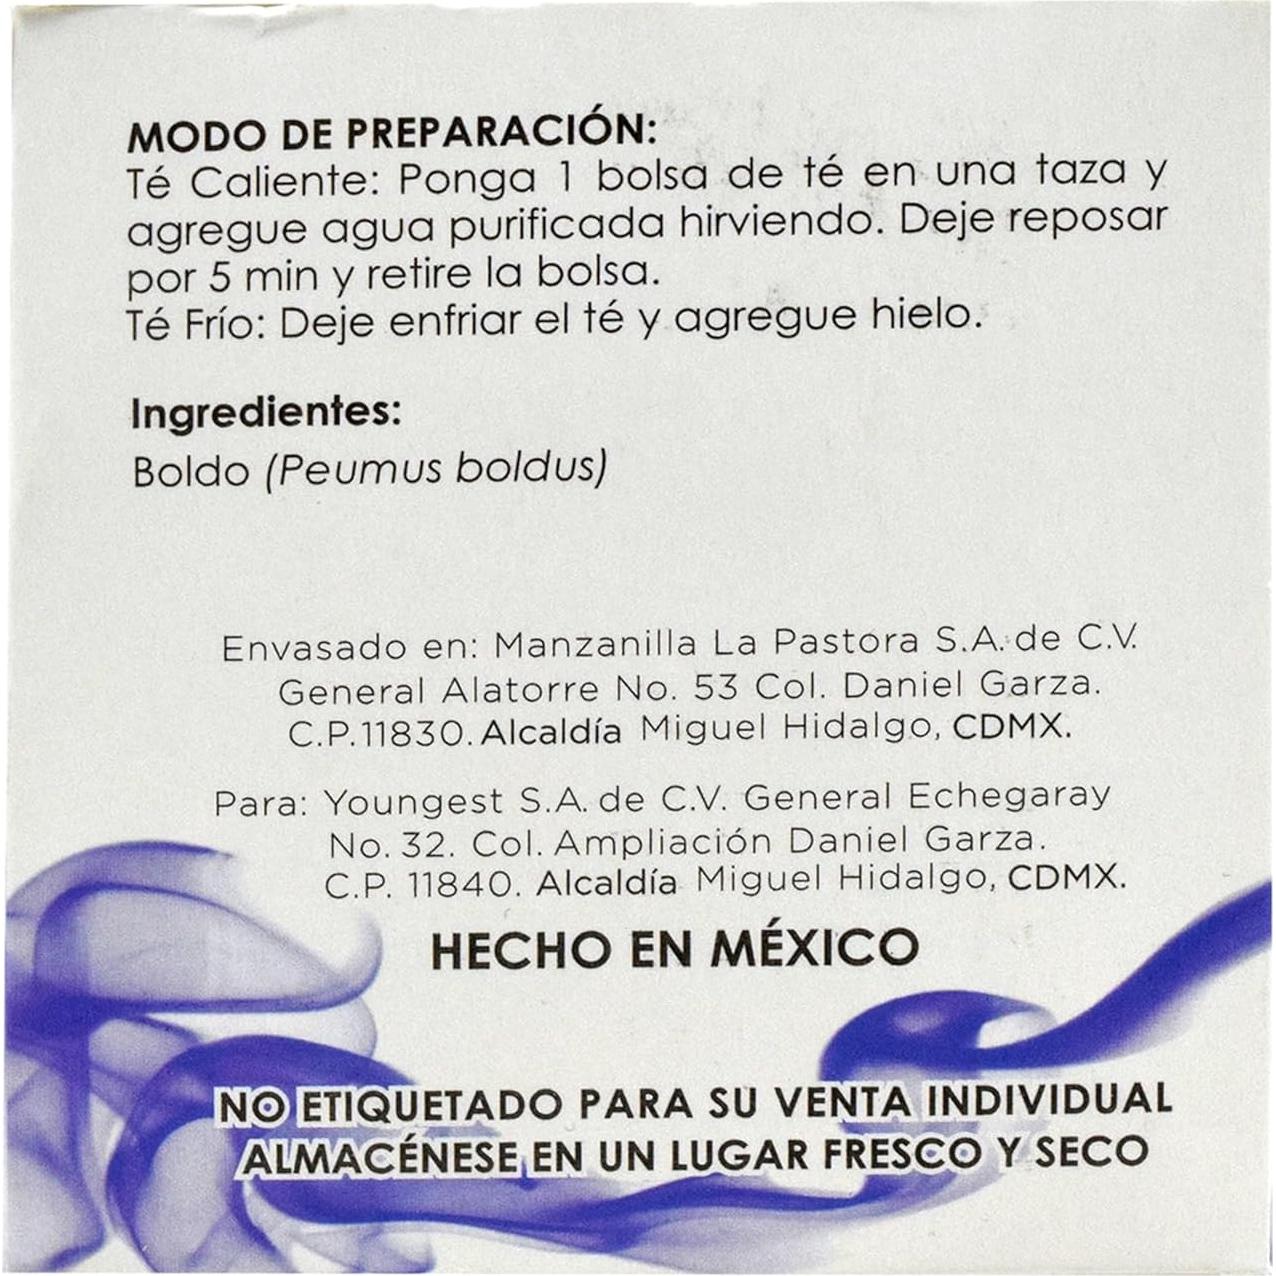 MODO DE PREPARACIÓN:
Té Caliente: Ponga 1 bolsa de té en una taza y
agregue agua purificada hirviendo. Deje reposar
por 5 min y retire la bolsa.
Té Frío: Deje enfriar el té y agregue hielo.
Ingredientes:
Boldo (Peumus boldus)
Envasado en: Manzanilla La Pastora S.A. de C.V.
General Alatorre No. 53 Col. Daniel Garza.
C.P.11830. Alcaldía Miguel Hidalgo, CDMX.
Para: Youngest S.A. de C.V. General Echegaray
No. 32. Col. Ampliación Daniel Garza.
C.P. 11840. Alcaldía Miguel Hidalgo, CDMX.
HECHO EN MÉXICO
NO ETIQUETADO PARA SU VENTA INDIVIDUAL
ALMACÉNESE EN UN LUGAR FRESCO Y SECO